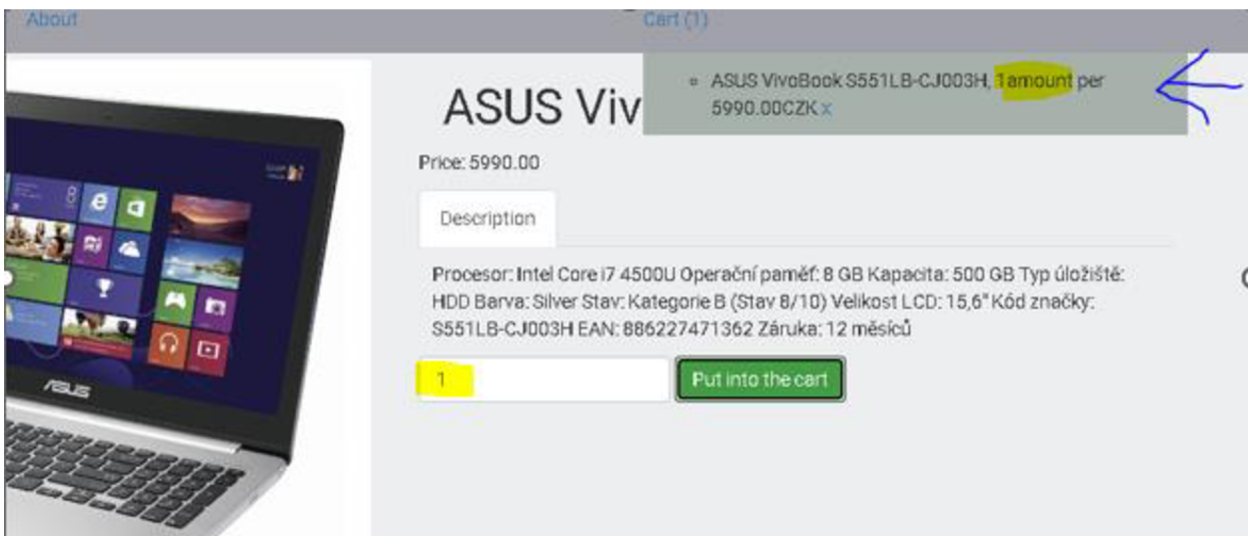 About
Cart (1)
ASUS VivoBook S551LB-CJ003H, 1amount per
5990.00CZK x
ASUS Viv
Price: 5990.00
Description
Procesor: Intel Core i7 4500U Operační paměť: 8 GB Kapacita: 500 GB Typ úložiště:
HDD Barva: Silver Stav: Kategorie B (Stav 8/10) Velikost LCD: 15,6" Kód značky:
S551LB-CJ003H EAN: 886227471362 Záruka: 12 měsíců
1
Put into the cart
ASUS